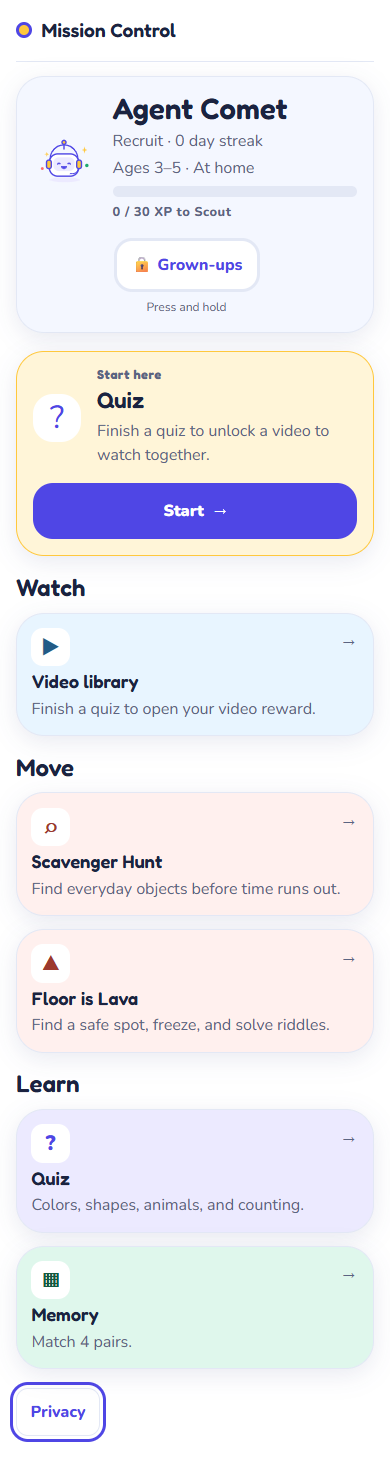 Mission Control
Agent Comet
Recruit · 0 day streak
Ages 3–5 · At home
0 / 30 XP to Scout
Grown-ups
Press and hold
Start here
?
Quiz
Finish a quiz to unlock a video to
watch together.
Start →
Watch
→
Video library
Finish a quiz to open your video reward.
Move
→
Scavenger Hunt
Find everyday objects before time runs out.
→
Floor is Lava
Find a safe spot, freeze, and solve riddles.
Learn
? →
Quiz
Colors, shapes, animals, and counting.
→
Memory
Match 4 pairs.
Privacy